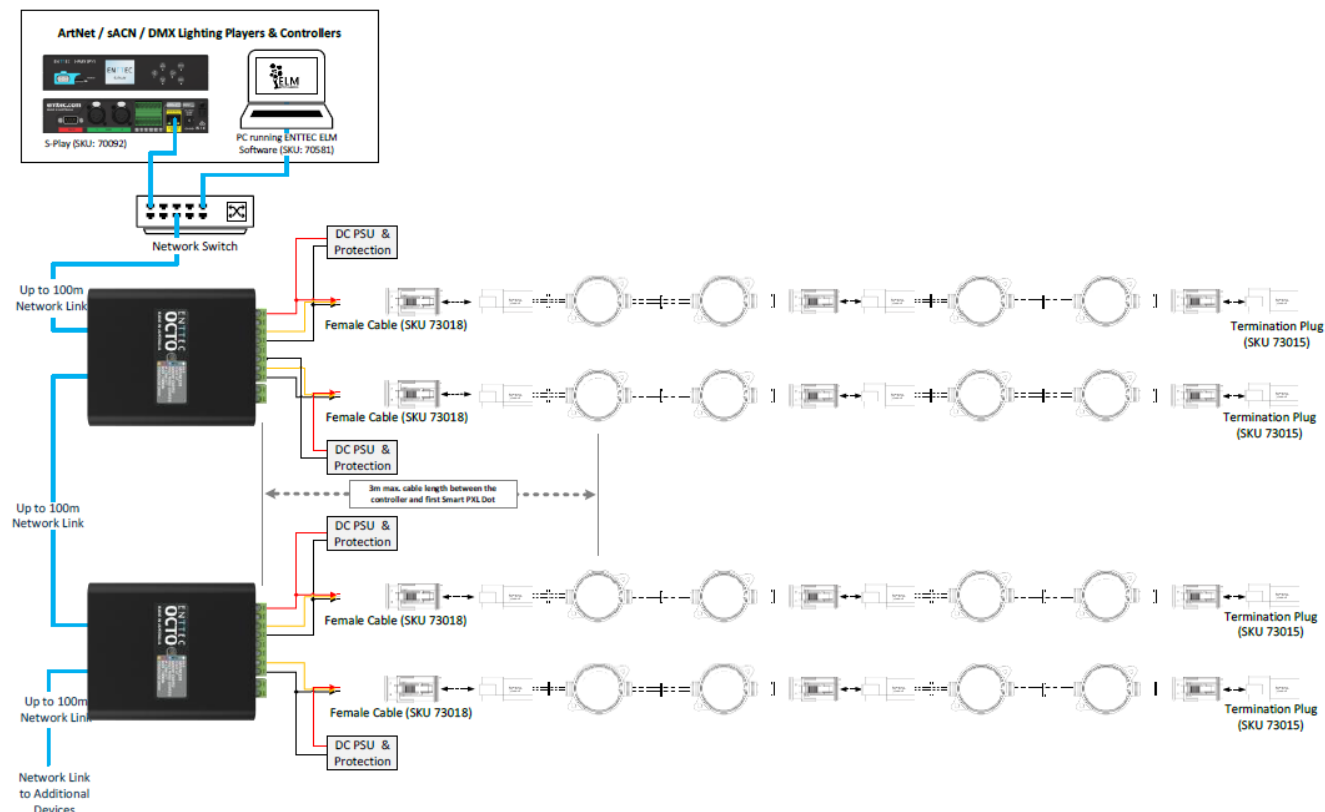 ArtNet / sACN / DMX Lighting Players & Controllers
ELM
enttec.com
S-Play (SKU: 70092)
PC running ENTTEC ELM
Software (SKU: 70581)
Network Switch
DC PSU &
Protection
Up to 100m
Network Link
ENTTEC
OCTO
Female Cable (SKU 73018)
Termination Plug
(SKU 73015)
Female Cable (SKU 73018)
Termination Plug
(SKU 73015)
DC PSU &
Protection
3m max. cable length between the
controller and first Smart PXL Dot
Up to 100m
Network Link
DC PSU &
Protection
ENTTEC
OCTO
Female Cable (SKU 73018)
Termination Plug
(SKU 73015)
Female Cable (SKU 73018)
Termination Plug
(SKU 73015)
Up to 100m
Network Link
DC PSU &
Protection
Network Link
to Additional
Devices